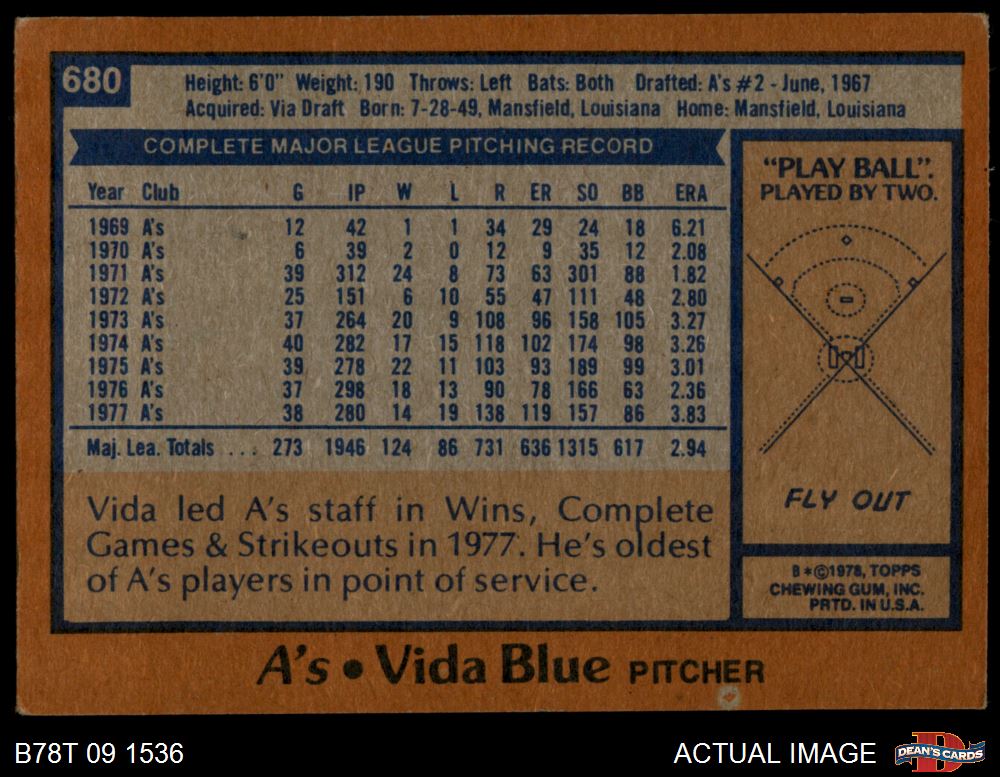 680
Height: 6'0" Weight: 190 Throws: Left Bats: Both Drafted: A's #2 - June, 1967
Acquired: Via Draft Born: 7-28-49, Mansfield, Louisiana Home: Mansfield, Louisiana
COMPLETE MAJOR LEAGUE PITCHING RECORD
Year Club G IP W L R ER SO BB ERA
1969 A's 12 42 1 1 34 29 24 18 6.21
1970 A's 6 39 2 0 12 9 35 12 2.08
1971 A's 39 312 24 8 73 63 301 88 1.82
1972 A's 25 151 6 10 55 47 111 48 2.80
1973 A's 37 264 20 9 108 96 158 105 3.27
1974 A's 40 282 17 15 118 102 174 98 3.26
1975 A's 39 278 22 11 103 93 189 99 3.01
1976 A's 37 298 18 13 90 78 166 63 2.36
1977 A's 38 280 14 19 138 119 157 86 3.83
Maj. Lea. Totals ... 273 1946 124 86 731 636 1315 617 2.94
Vida led A's staff in Wins, Complete
Games & Strikeouts in 1977. He's oldest
of A's players in point of service.
"PLAY BALL".
PLAYED BY TWO.
FLY OUT
B*©1978, TOPPS
CHEWING GUM, INC.
PRTD. IN U.S.A.
A's • Vida Blue PITCHER
B78T 09 1536
ACTUAL IMAGE
DEAN'S CARDS